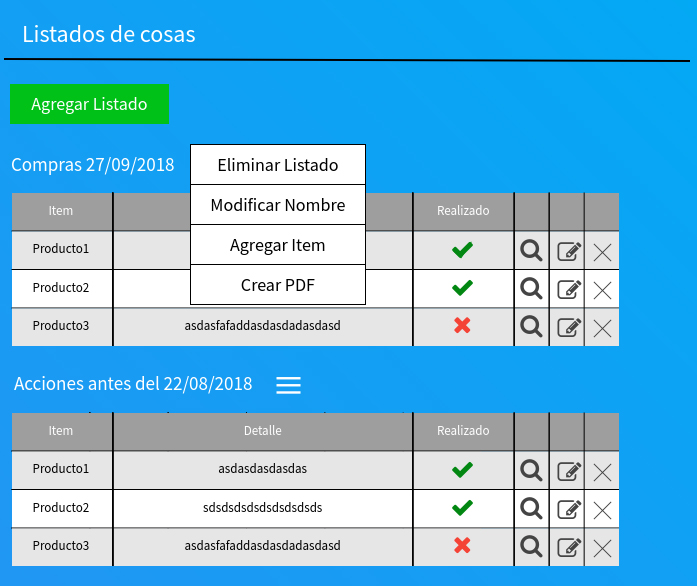 Listados de cosas
Agregar Listado
Compras 27/09/2018
Eliminar Listado
Modificar Nombre
Agregar Item
Crear PDF
Item Realizado
Producto1
Producto2
Producto3 asdasfafaddasdasdadasdasd
Acciones antes del 22/08/2018
Item Detalle Realizado
Producto1 asdasdasdasdas
Producto2 sdsdsdsdsdsdsdsdsds
Producto3 asdasfafaddasdasdadasdasd